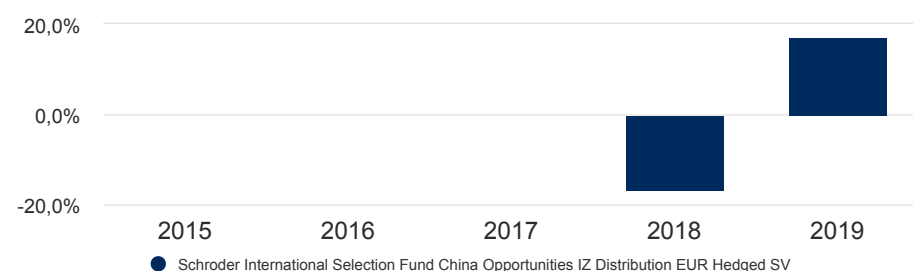 20,0%
0,0%
-20,0%
2015 2016 2017 2018 2019
Schroder International Selection Fund China Opportunities IZ Distribution EUR Hedged SV